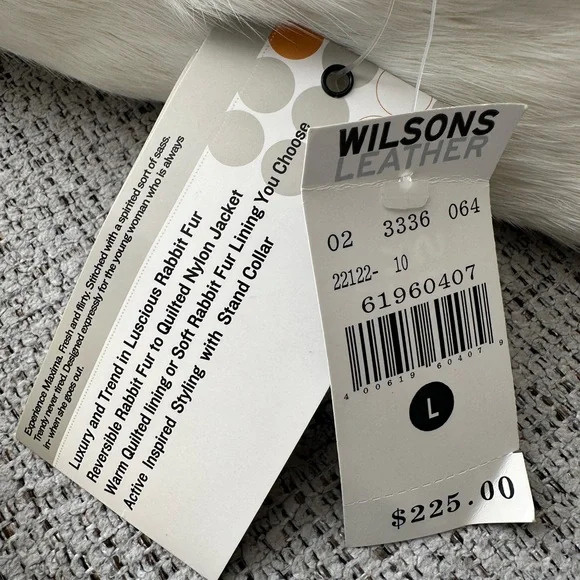 Experience Maxima. Fresh and flirty. Stitched with a spirited sort of sass.
Trendy never tired. Designed expressly for the young woman who is always
in- when she goes out.
Luxury and Trend in Luscious Rabbit Fur
Reversible Rabbit Fur to Quilted Nylon Jacket
Warm Quilted lining or Soft Rabbit Fur Lining You Choose
Active Inspired Styling with Stand Collar
WILSONS
LEATHER
02 3336 064
22122- 10
61960407
4 00619 60407 9
L
$225.00